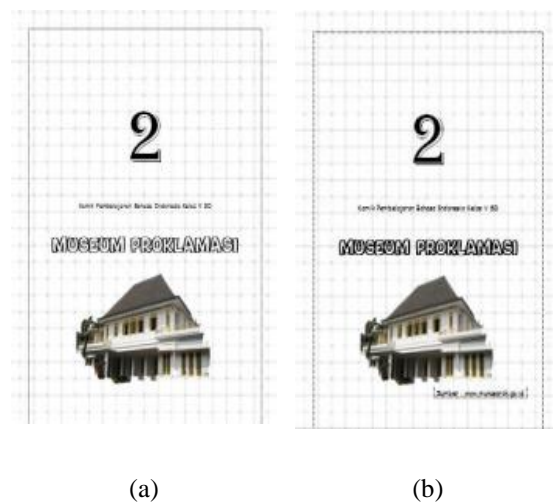 2
2
Komik Pembelajaran Bahasa Indonesia Kelas V SD
Komik Pembelajaran Bahasa Indonesia Kelas V SD
MUSEUM PROKLAMASI
MUSEUM PROKLAMASI
Sumber :
(a)
(b)